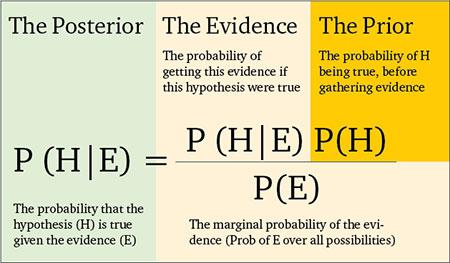 The Posterior
The Evidence
The Prior
The probability of
getting this evidence if
this hypothesis were true
The probability of H
being true, before
gathering evidence
P (H|E) = P (H|E) P(H)
P(E)
The probability that the
hypothesis (H) is true
given the evidence (E)
The marginal probability of the evi-
dence (Prob of E over all possibilities)